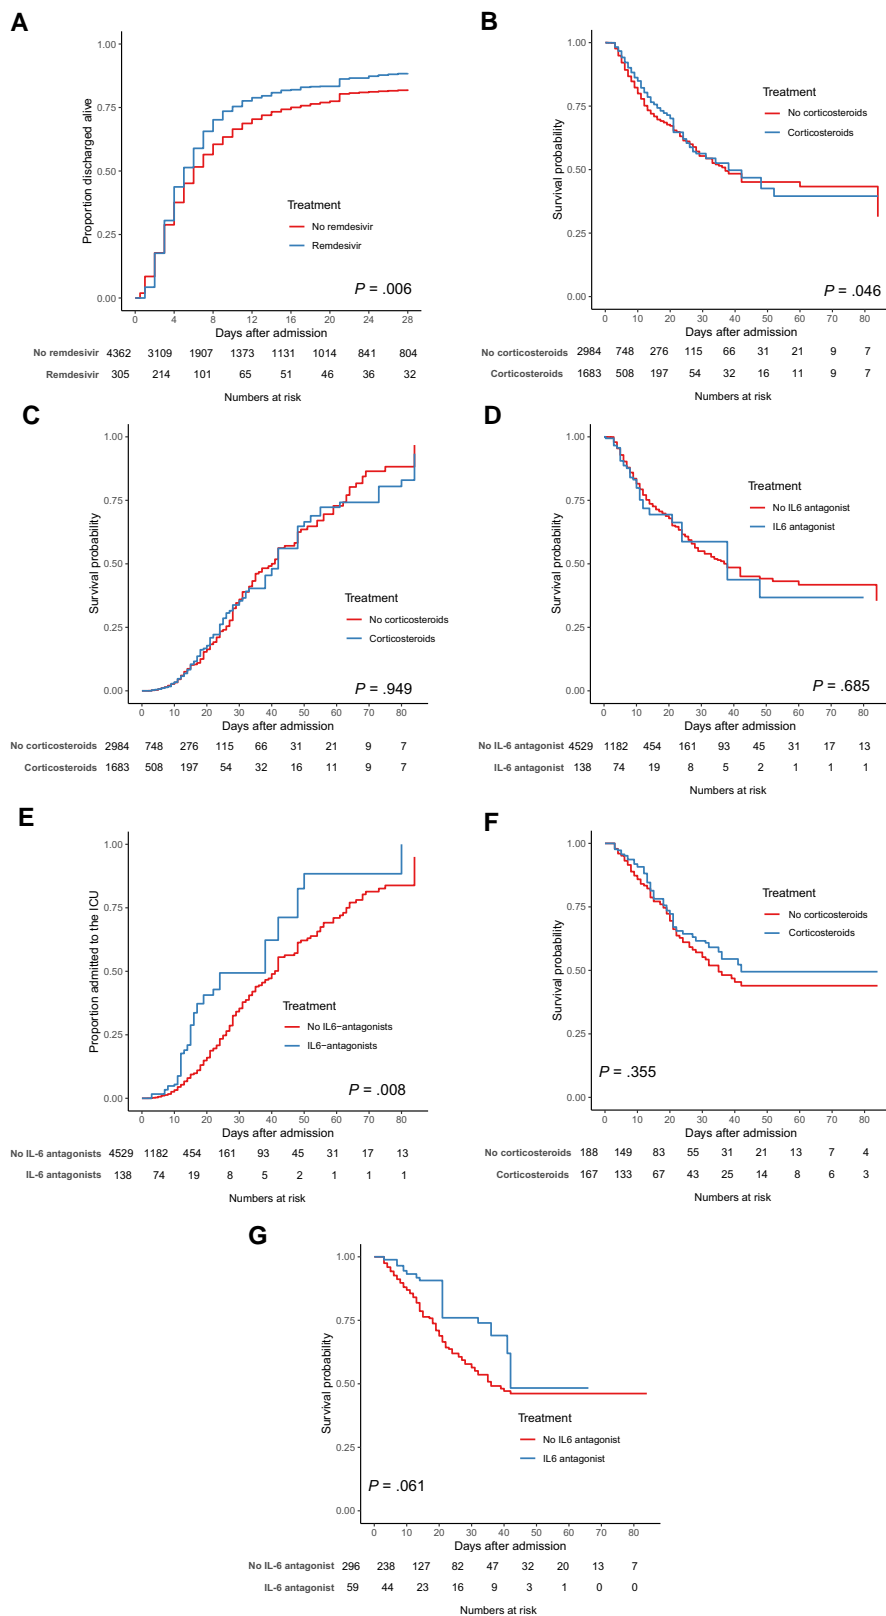 A
Proportion discharged alive
1.00
0.75
0.50
0.25
0.00
Treatment
No remdesivir
Remdesivir
P = .006
0 4 8 12 16 20 24 28
Days after admission
No remdesivir 4362 3109 1907 1373 1131 1014 841 804
Remdesivir 305 214 101 65 51 46 36 32
Numbers at risk
B
Survival probability
1.00
0.75
0.50
0.25
0.00
Treatment
No corticosteroids
Corticosteroids
P = .046
0 10 20 30 40 50 60 70 80
Days after admission
No corticosteroids 2984 748 276 115 66 31 21 9 7
Corticosteroids 1683 508 197 54 32 16 11 9 7
Numbers at risk
C
Survival probability
1.00
0.75
0.50
0.25
0.00
Treatment
No corticosteroids
Corticosteroids
P = .949
0 10 20 30 40 50 60 70 80
Days after admission
No corticosteroids 2984 748 276 115 66 31 21 9 7
Corticosteroids 1683 508 197 54 32 16 11 9 7
D
Survival probability
1.00
0.75
0.50
0.25
0.00
Treatment
No IL6 antagonist
IL6 antagonist
P = .685
0 10 20 30 40 50 60 70 80
Days after admission
No IL-6 antagonist 4529 1182 454 161 93 45 31 17 13
IL-6 antagonist 138 74 19 8 5 2 1 1 1
Numbers at risk
E
Proportion admitted to the ICU
1.00
0.75
0.50
0.25
0.00
Treatment
No IL6−antagonists
IL6−antagonists
P = .008
0 10 20 30 40 50 60 70 80
Days after admission
No IL-6 antagonists 4529 1182 454 161 93 45 31 17 13
IL-6 antagonists 138 74 19 8 5 2 1 1 1
Numbers at risk
F
Survival probability
1.00
0.75
0.50
0.25
0.00
Treatment
No corticosteroids
Corticosteroids
P = .355
0 10 20 30 40 50 60 70 80
Days after admission
No corticosteroids 188 149 83 55 31 21 13 7 4
Corticosteroids 167 133 67 43 25 14 8 6 3
Numbers at risk
G
Survival probability
1.00
0.75
0.50
0.25
0.00
Treatment
No IL6 antagonist
IL6 antagonist
P = .061
0 10 20 30 40 50 60 70 80
Days after admission
No IL-6 antagonist 296 238 127 82 47 32 20 13 7
IL-6 antagonist 59 44 23 16 9 3 1 0 0
Numbers at risk